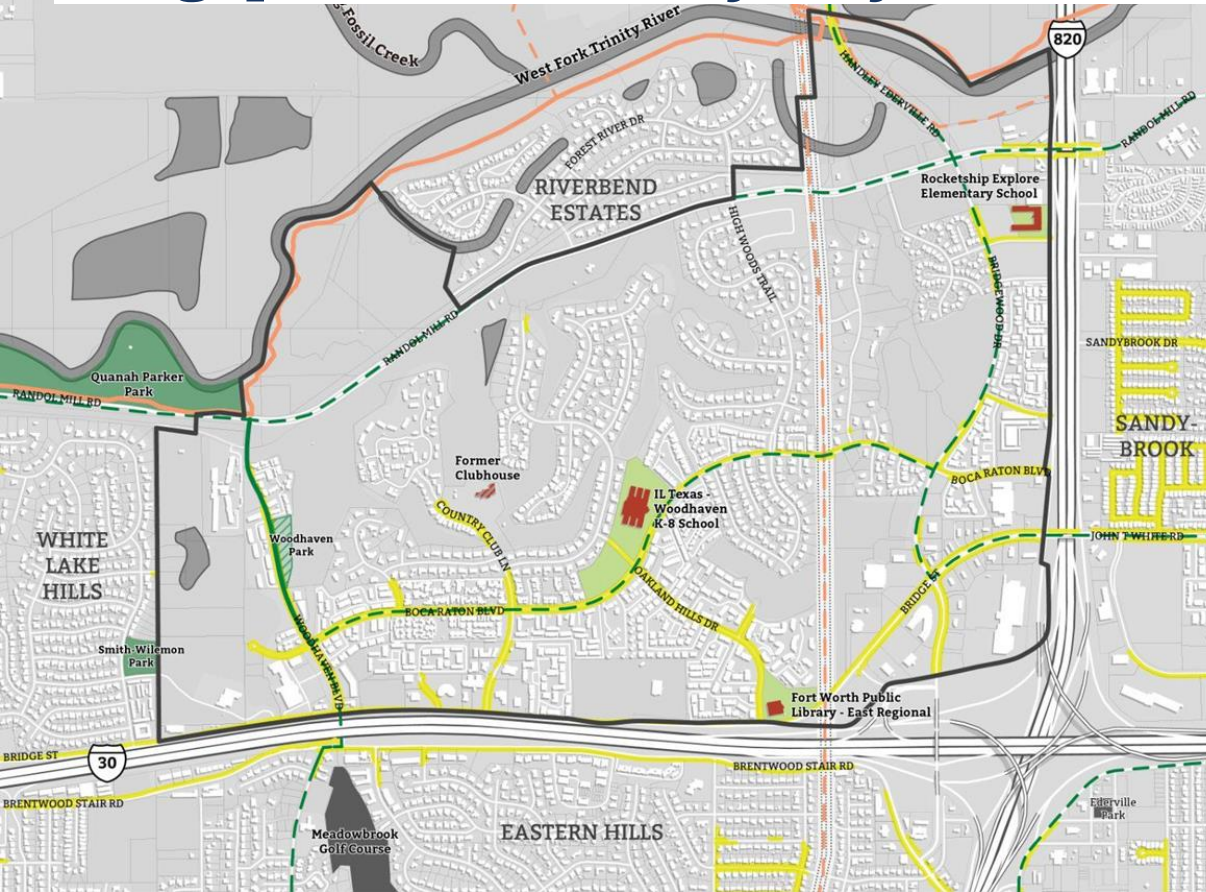 Fossil Creek
West Fork Trinity River
820
HANDLEY EDERVILLE RD
RANDOL MILL RD
FOREST RIVER DR
RIVERBEND
ESTATES
Rocketship Explore
Elementary School
HIGH WOODS TRAIL
BRIDGEWOOD DR
RANDOL MILL RD
SANDYBROOK DR
Quanah Parker
Park
RANDOL MILL RD
SANDY-
BROOK
Former
Clubhouse
BOCA RATON BLVD
IL Texas -
Woodhaven
K-8 School
COUNTRY CLUB LN
WHITE
LAKE
HILLS
Woodhaven
Park
JOHN T WHITE RD
BRIDGE ST
OAKLAND HILLS DR
BOCA RATON BLVD
WOODHAVEN BLVD
Smith-Wilemon
Park
Fort Worth Public
Library - East Regional
BRIDGE ST
30
BRENTWOOD STAIR RD
BRENTWOOD STAIR RD
Ederville
Park
Meadowbrook
Golf Course
EASTERN HILLS